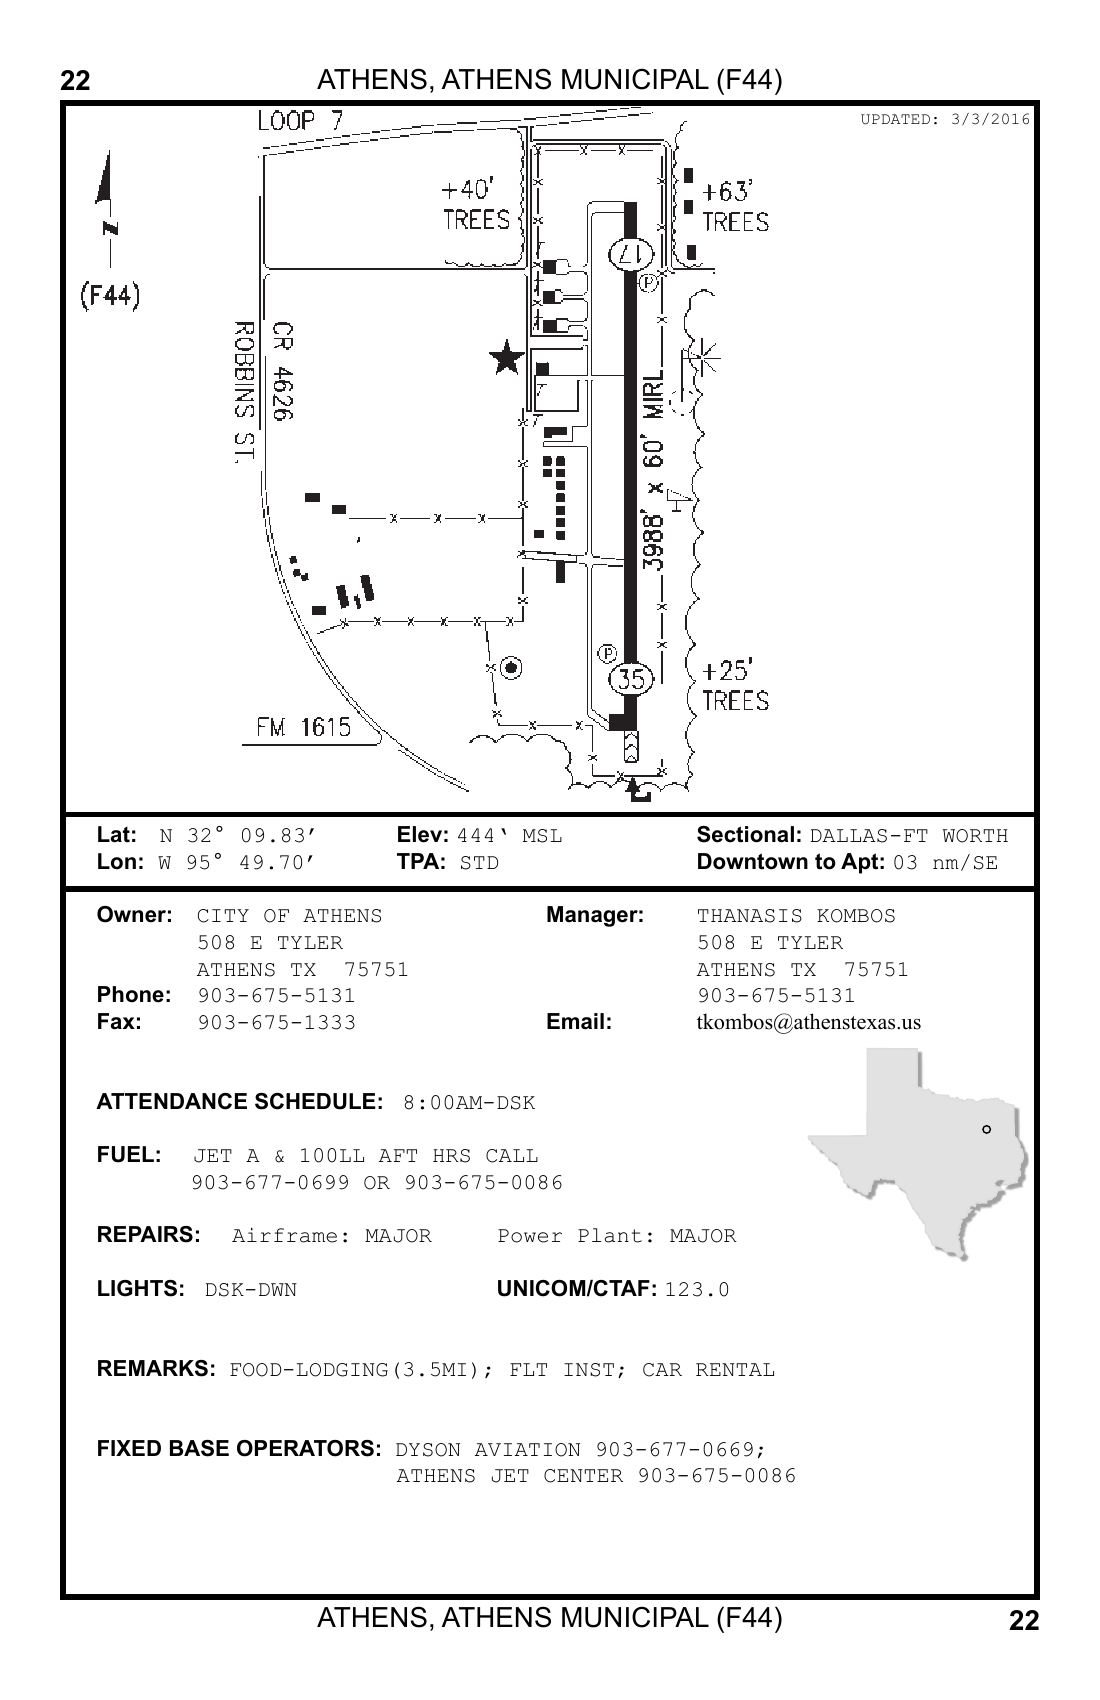 22 ATHENS, ATHENS MUNICIPAL (F44)
LOOP 7
UPDATED: 3/3/2016
+40'
TREES
+63'
TREES
N
(F44)
17
P
CR 4626
ROBBINS ST.
3988' x 60' MIRL
P
35
+25'
TREES
FM 1615
L
Lat: N 32° 09.83’ Elev: 444‘ MSL Sectional: DALLAS-FT WORTH
Lon: W 95° 49.70’ TPA: STD Downtown to Apt: 03 nm/SE
Owner: CITY OF ATHENS Manager: THANASIS KOMBOS
508 E TYLER 508 E TYLER
ATHENS TX 75751 ATHENS TX 75751
Phone: 903-675-5131 903-675-5131
Fax: 903-675-1333 Email: tkombos@athenstexas.us
ATTENDANCE SCHEDULE: 8:00AM-DSK
FUEL: JET A & 100LL AFT HRS CALL
903-677-0699 OR 903-675-0086
REPAIRS: Airframe: MAJOR Power Plant: MAJOR
LIGHTS: DSK-DWN UNICOM/CTAF: 123.0
REMARKS: FOOD-LODGING(3.5MI); FLT INST; CAR RENTAL
FIXED BASE OPERATORS: DYSON AVIATION 903-677-0669;
ATHENS JET CENTER 903-675-0086
ATHENS, ATHENS MUNICIPAL (F44) 22